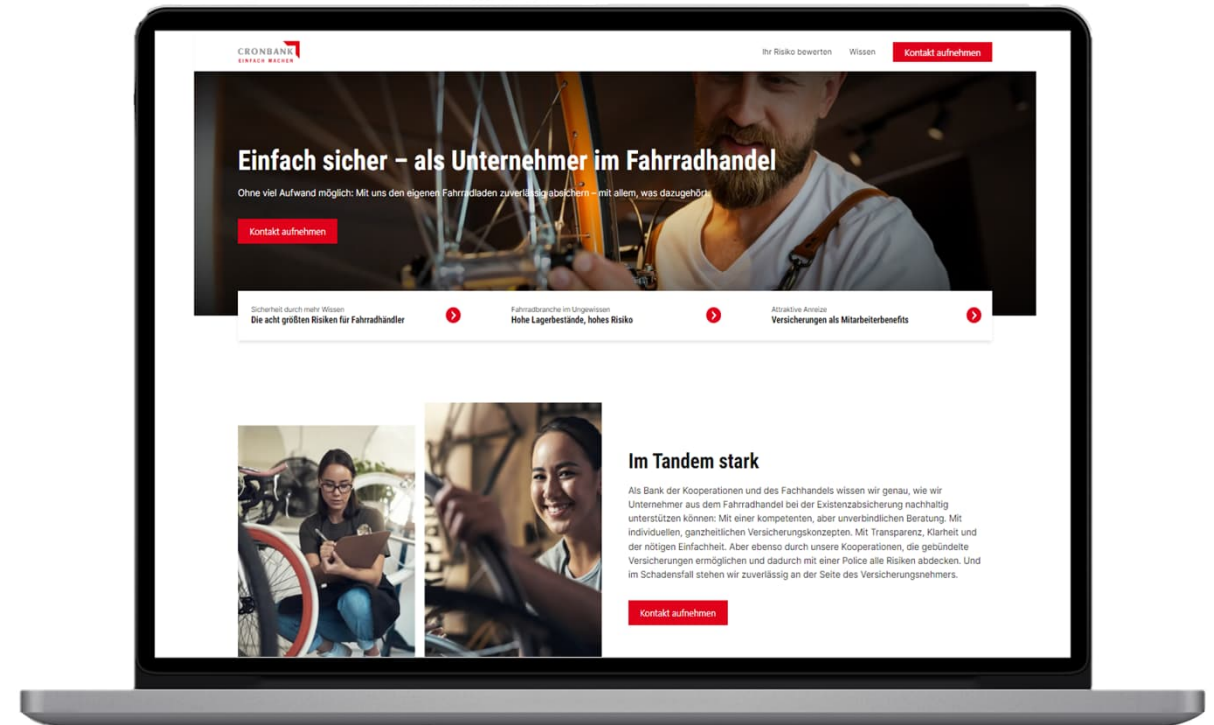 CRONBANK
EINFACH MACHEN
Ihr Risiko bewerten
Wissen
Kontakt aufnehmen
Einfach sicher – als Unternehmer im Fahrradhandel
Ohne viel Aufwand möglich: Mit uns den eigenen Fahrradladen zuverlässig absichern – mit allem, was dazugehört.
Kontakt aufnehmen
Sicherheit durch mehr Wissen
Die acht größten Risiken für Fahrradhändler
Fahrradbranche im Ungewissen
Hohe Lagerbestände, hohes Risiko
Attraktive Anreize
Versicherungen als Mitarbeiterbenefits
Im Tandem stark
Als Bank der Kooperationen und des Fachhandels wissen wir genau, wie wir
Unternehmer aus dem Fahrradhandel bei der Existenzabsicherung nachhaltig
unterstützen können: Mit einer kompetenten, aber unverbindlichen Beratung. Mit
individuellen, ganzheitlichen Versicherungskonzepten. Mit Transparenz, Klarheit und
der nötigen Einfachheit. Aber ebenso durch unsere Kooperationen, die gebündelte
Versicherungen ermöglichen und dadurch mit einer Police alle Risiken abdecken. Und
im Schadensfall stehen wir zuverlässig an der Seite des Versicherungsnehmers.
Kontakt aufnehmen